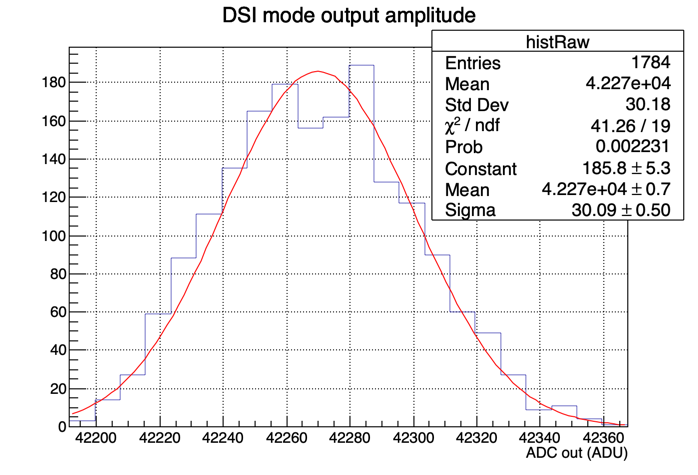 DSI mode output amplitude
histRaw
Entries 1784
Mean 4.227e+04
Std Dev 30.18
χ² / ndf 41.26 / 19
Prob 0.002231
Constant 185.8 ± 5.3
Mean 4.227e+04 ± 0.7
Sigma 30.09 ± 0.50
180
160
140
120
100
80
60
40
20
0
42200 42220 42240 42260 42280 42300 42320 42340 42360
ADC out (ADU)